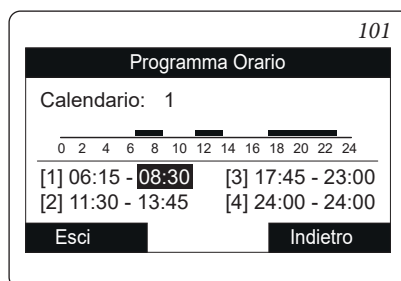 101
Programma Orario
Calendario: 1
0 2 4 6 8 10 12 14 16 18 20 22 24
[1] 06:15 - 08:30 [3] 17:45 - 23:00
[2] 11:30 - 13:45 [4] 24:00 - 24:00
Esci Indietro